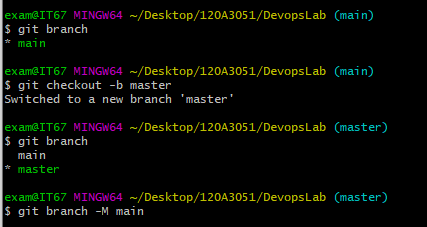 exam@IT67 MINGW64 ~/Desktop/120A3051/DevopsLab (main)
$ git branch
* main
exam@IT67 MINGW64 ~/Desktop/120A3051/DevopsLab (main)
$ git checkout -b master
Switched to a new branch 'master'
exam@IT67 MINGW64 ~/Desktop/120A3051/DevopsLab (master)
$ git branch
  main
* master
exam@IT67 MINGW64 ~/Desktop/120A3051/DevopsLab (master)
$ git branch -M main